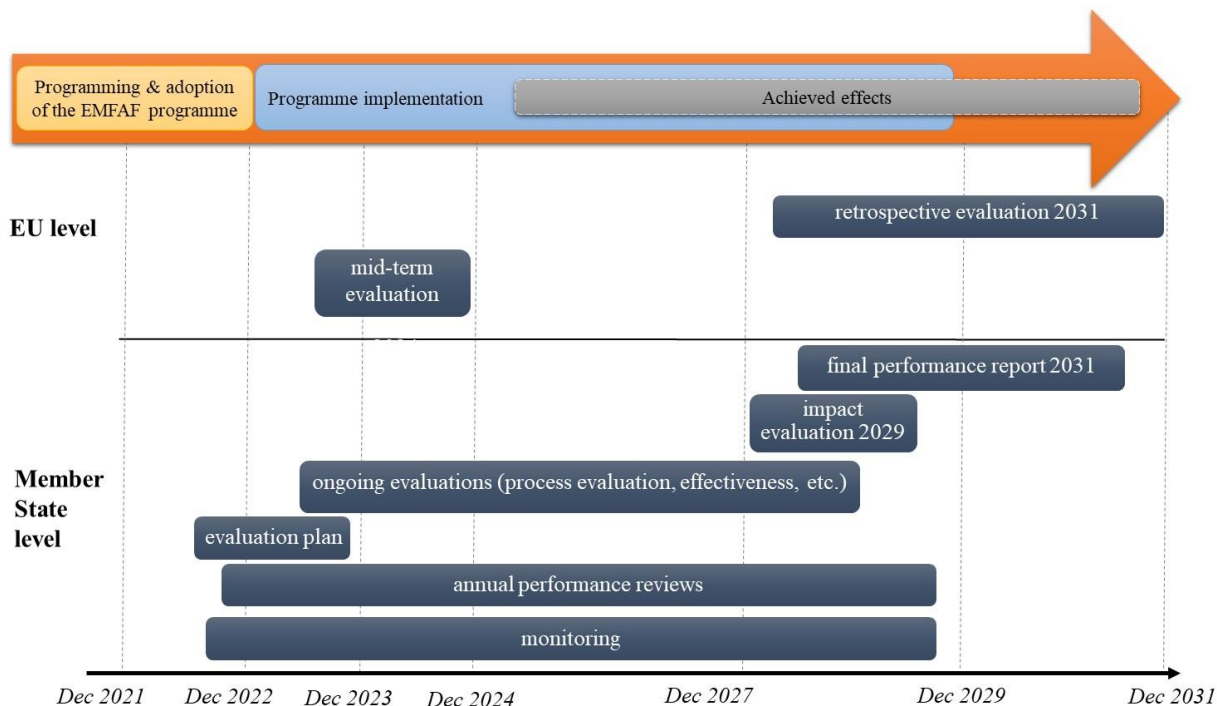 Programming & adoption
of the EMFAF programme
Programme implementation
Achieved effects
EU level
retrospective evaluation 2031
mid-term
evaluation
final performance report 2031
impact
evaluation 2029
Member
State
level
ongoing evaluations (process evaluation, effectiveness, etc.)
evaluation plan
annual performance reviews
monitoring
Dec 2021
Dec 2022
Dec 2023
Dec 2024
Dec 2027
Dec 2029
Dec 2031